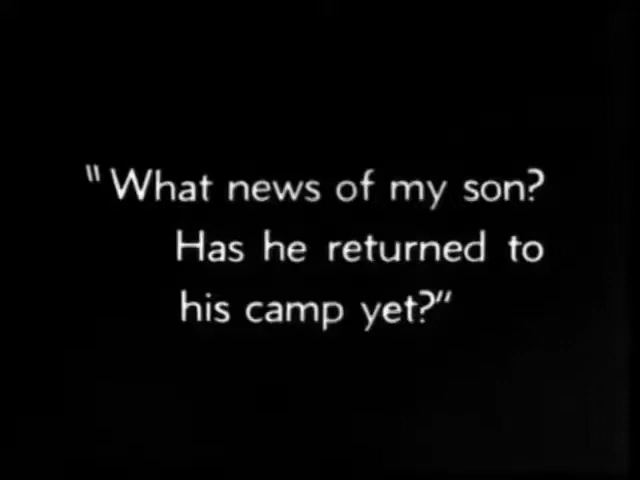 "What news of my son?
Has he returned to
his camp yet?"